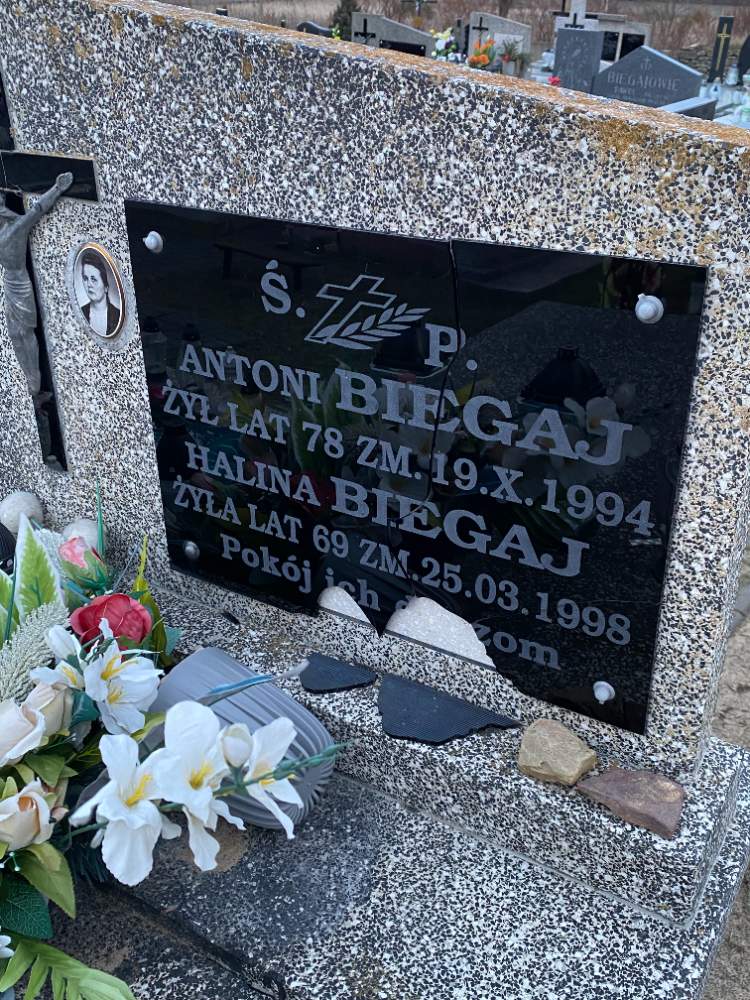 BIEGAJOWIE
Ś. P.
ANTONI BIEGAJ
ŻYŁ LAT 78 ZM. 19.X.1994
HALINA BIEGAJ
ŻYŁA LAT 69 ZM.25.03.1998
Pokój ich